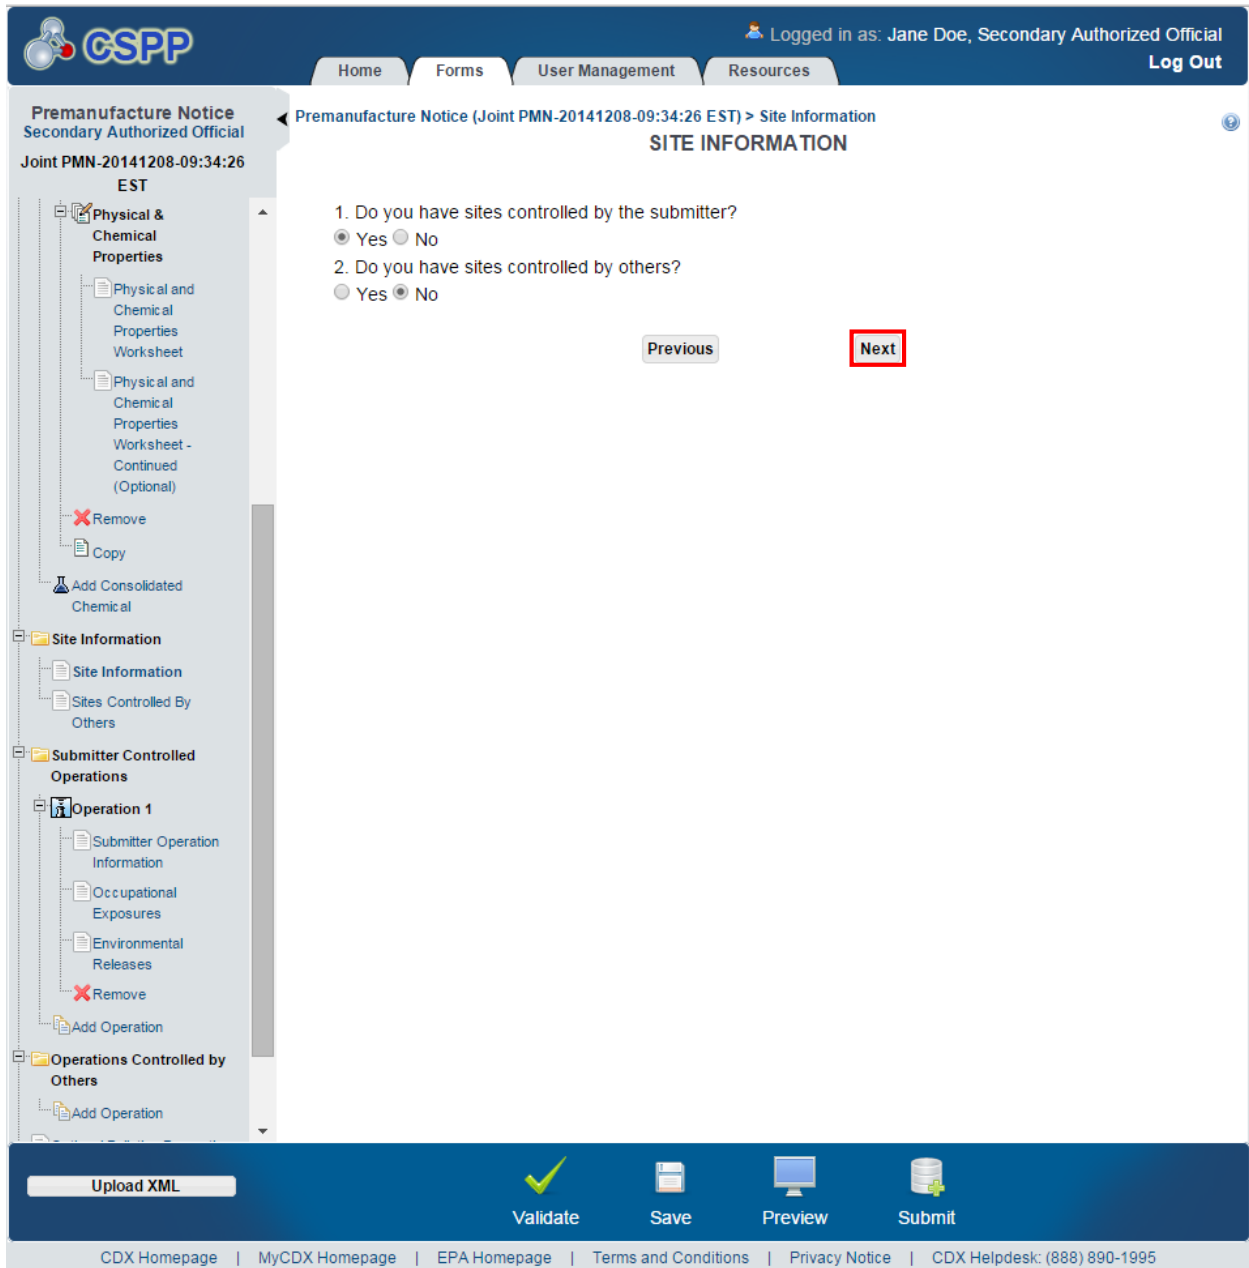 CSPP
Logged in as: Jane Doe, Secondary Authorized Official
Log Out
Home
Forms
User Management
Resources
Premanufacture Notice
Secondary Authorized Official
Joint PMN-20141208-09:34:26
EST
Physical &
Chemical
Properties
Physical and
Chemical
Properties
Worksheet
Physical and
Chemical
Properties
Worksheet -
Continued
(Optional)
Remove
Copy
Add Consolidated
Chemical
Site Information
Site Information
Sites Controlled By
Others
Submitter Controlled
Operations
Operation 1
Submitter Operation
Information
Occupational
Exposures
Environmental
Releases
Remove
Add Operation
Operations Controlled by
Others
Add Operation
Premanufacture Notice (Joint PMN-20141208-09:34:26 EST) > Site Information
SITE INFORMATION
1. Do you have sites controlled by the submitter?
Yes No
2. Do you have sites controlled by others?
Yes No
Previous
Next
Upload XML
Validate
Save
Preview
Submit
CDX Homepage | MyCDX Homepage | EPA Homepage | Terms and Conditions | Privacy Notice | CDX Helpdesk: (888) 890-1995